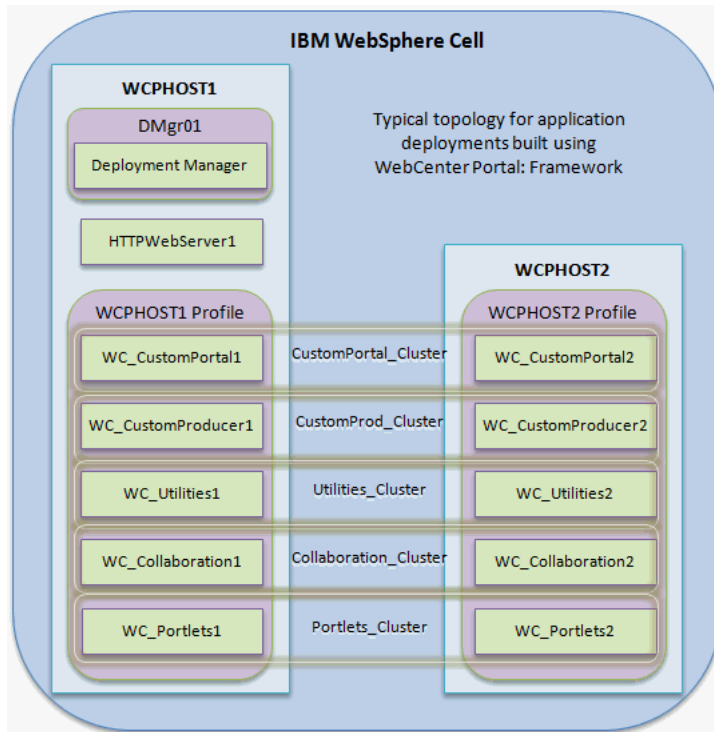 IBM WebSphere Cell
WCPHOST1
DMgr01
Deployment Manager
Typical topology for application
deployments built using
WebCenter Portal: Framework
HTTPWebServer1
WCPHOST2
WCPHOST1 Profile
WCPHOST2 Profile
WC_CustomPortal1
CustomPortal_Cluster
WC_CustomPortal2
WC_CustomProducer1
CustomProd_Cluster
WC_CustomProducer2
WC_Utilities1
Utilities_Cluster
WC_Utilities2
WC_Collaboration1
Collaboration_Cluster
WC_Collaboration2
WC_Portlets1
Portlets_Cluster
WC_Portlets2